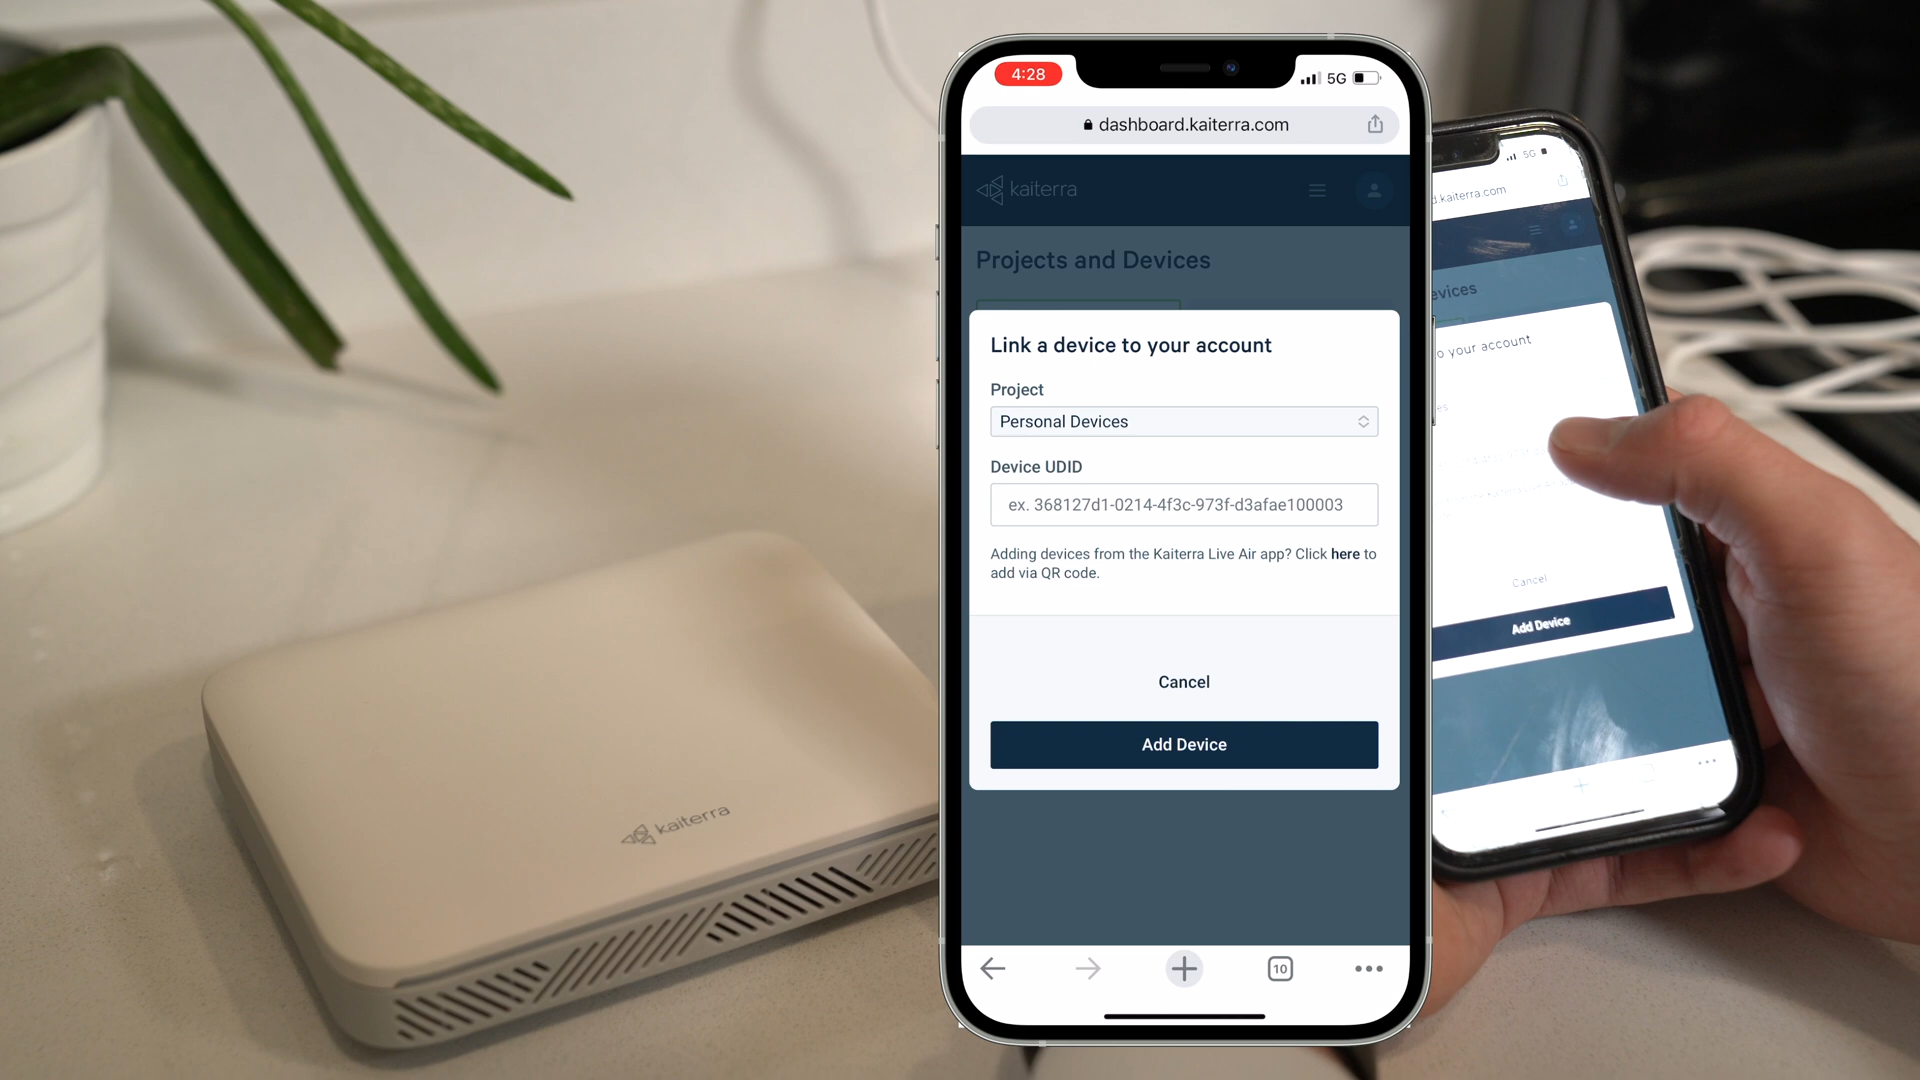 4:28
5G
dashboard.kaiterra.com
kaiterra
Projects and Devices
Link a device to your account
Project
Personal Devices
Device UDID
ex. 368127d1-0214-4f3c-973f-d3afae100003
Adding devices from the Kaiterra Live Air app? Click here to
add via QR code.
Cancel
Add Device
10
kaiterra
5G
d.kaiterra.com
evices
o your account
es
Cancel
Add Device